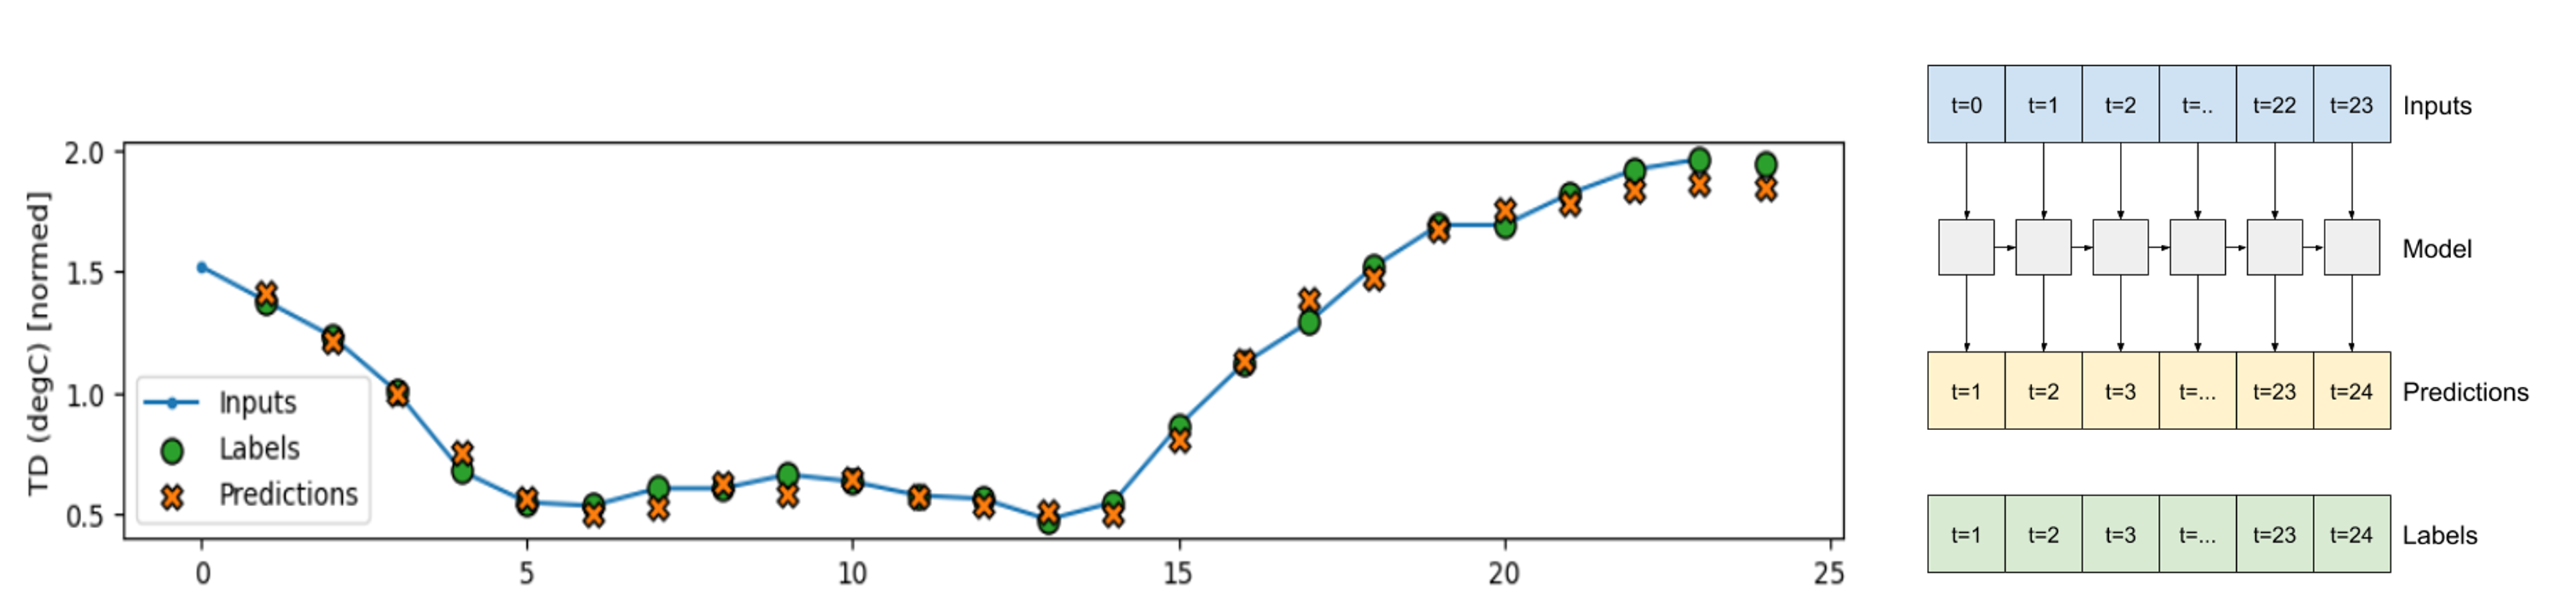 TD (degC) [normed]
2.0
1.5
1.0
0.5
Inputs
Labels
Predictions
0 5 10 15 20 25
t=0 t=1 t=2 t=.. t=22 t=23 Inputs
Model
t=1 t=2 t=3 t=... t=23 t=24 Predictions
t=1 t=2 t=3 t=... t=23 t=24 Labels